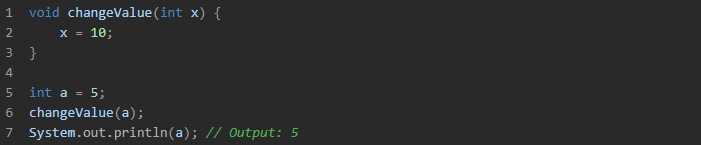 1 void changeValue(int x) {
2     x = 10;
3 }
4
5 int a = 5;
6 changeValue(a);
7 System.out.println(a); // Output: 5